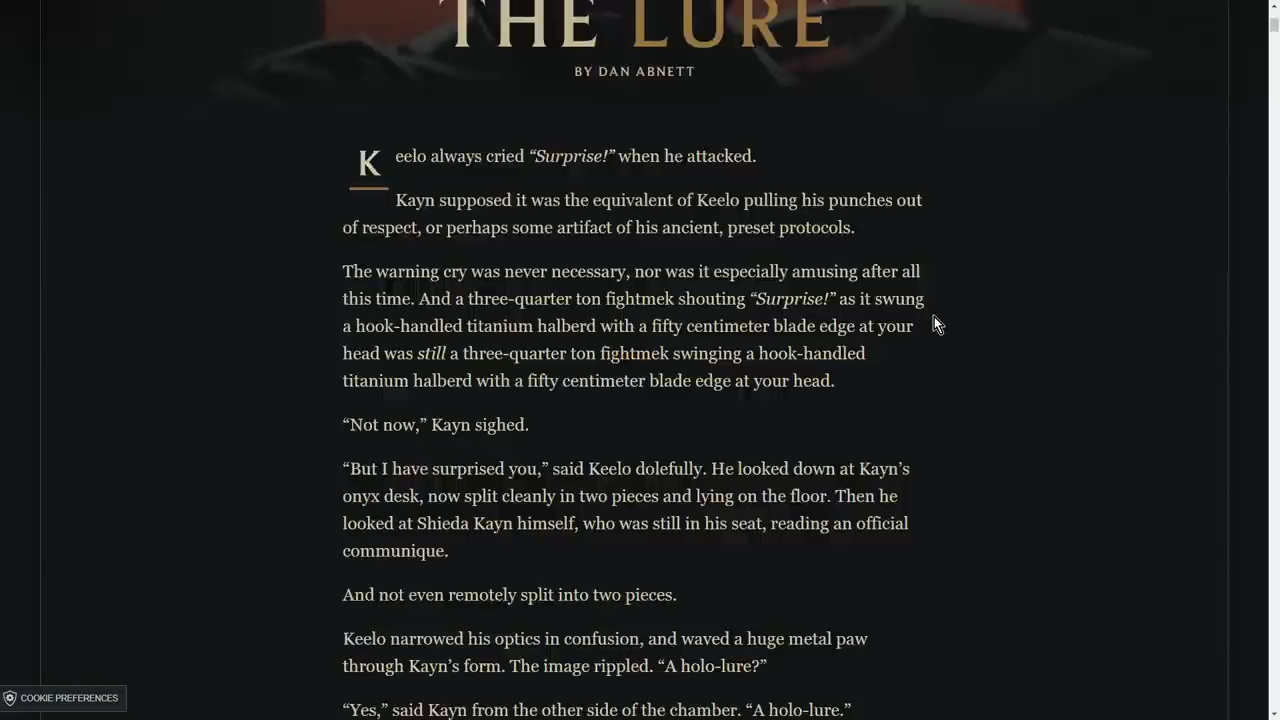 THE LURE
BY DAN ABNETT
Keelo always cried “Surprise!” when he attacked.
Kayn supposed it was the equivalent of Keelo pulling his punches out
of respect, or perhaps some artifact of his ancient, preset protocols.
The warning cry was never necessary, nor was it especially amusing after all
this time. And a three-quarter ton fightmek shouting “Surprise!” as it swung
a hook-handled titanium halberd with a fifty centimeter blade edge at your
head was still a three-quarter ton fightmek swinging a hook-handled
titanium halberd with a fifty centimeter blade edge at your head.
“Not now,” Kayn sighed.
“But I have surprised you,” said Keelo dolefully. He looked down at Kayn’s
onyx desk, now split cleanly in two pieces and lying on the floor. Then he
looked at Shieda Kayn himself, who was still in his seat, reading an official
communique.
And not even remotely split into two pieces.
Keelo narrowed his optics in confusion, and waved a huge metal paw
through Kayn’s form. The image rippled. “A holo-lure?”
“Yes,” said Kayn from the other side of the chamber. “A holo-lure.”
COOKIE PREFERENCES